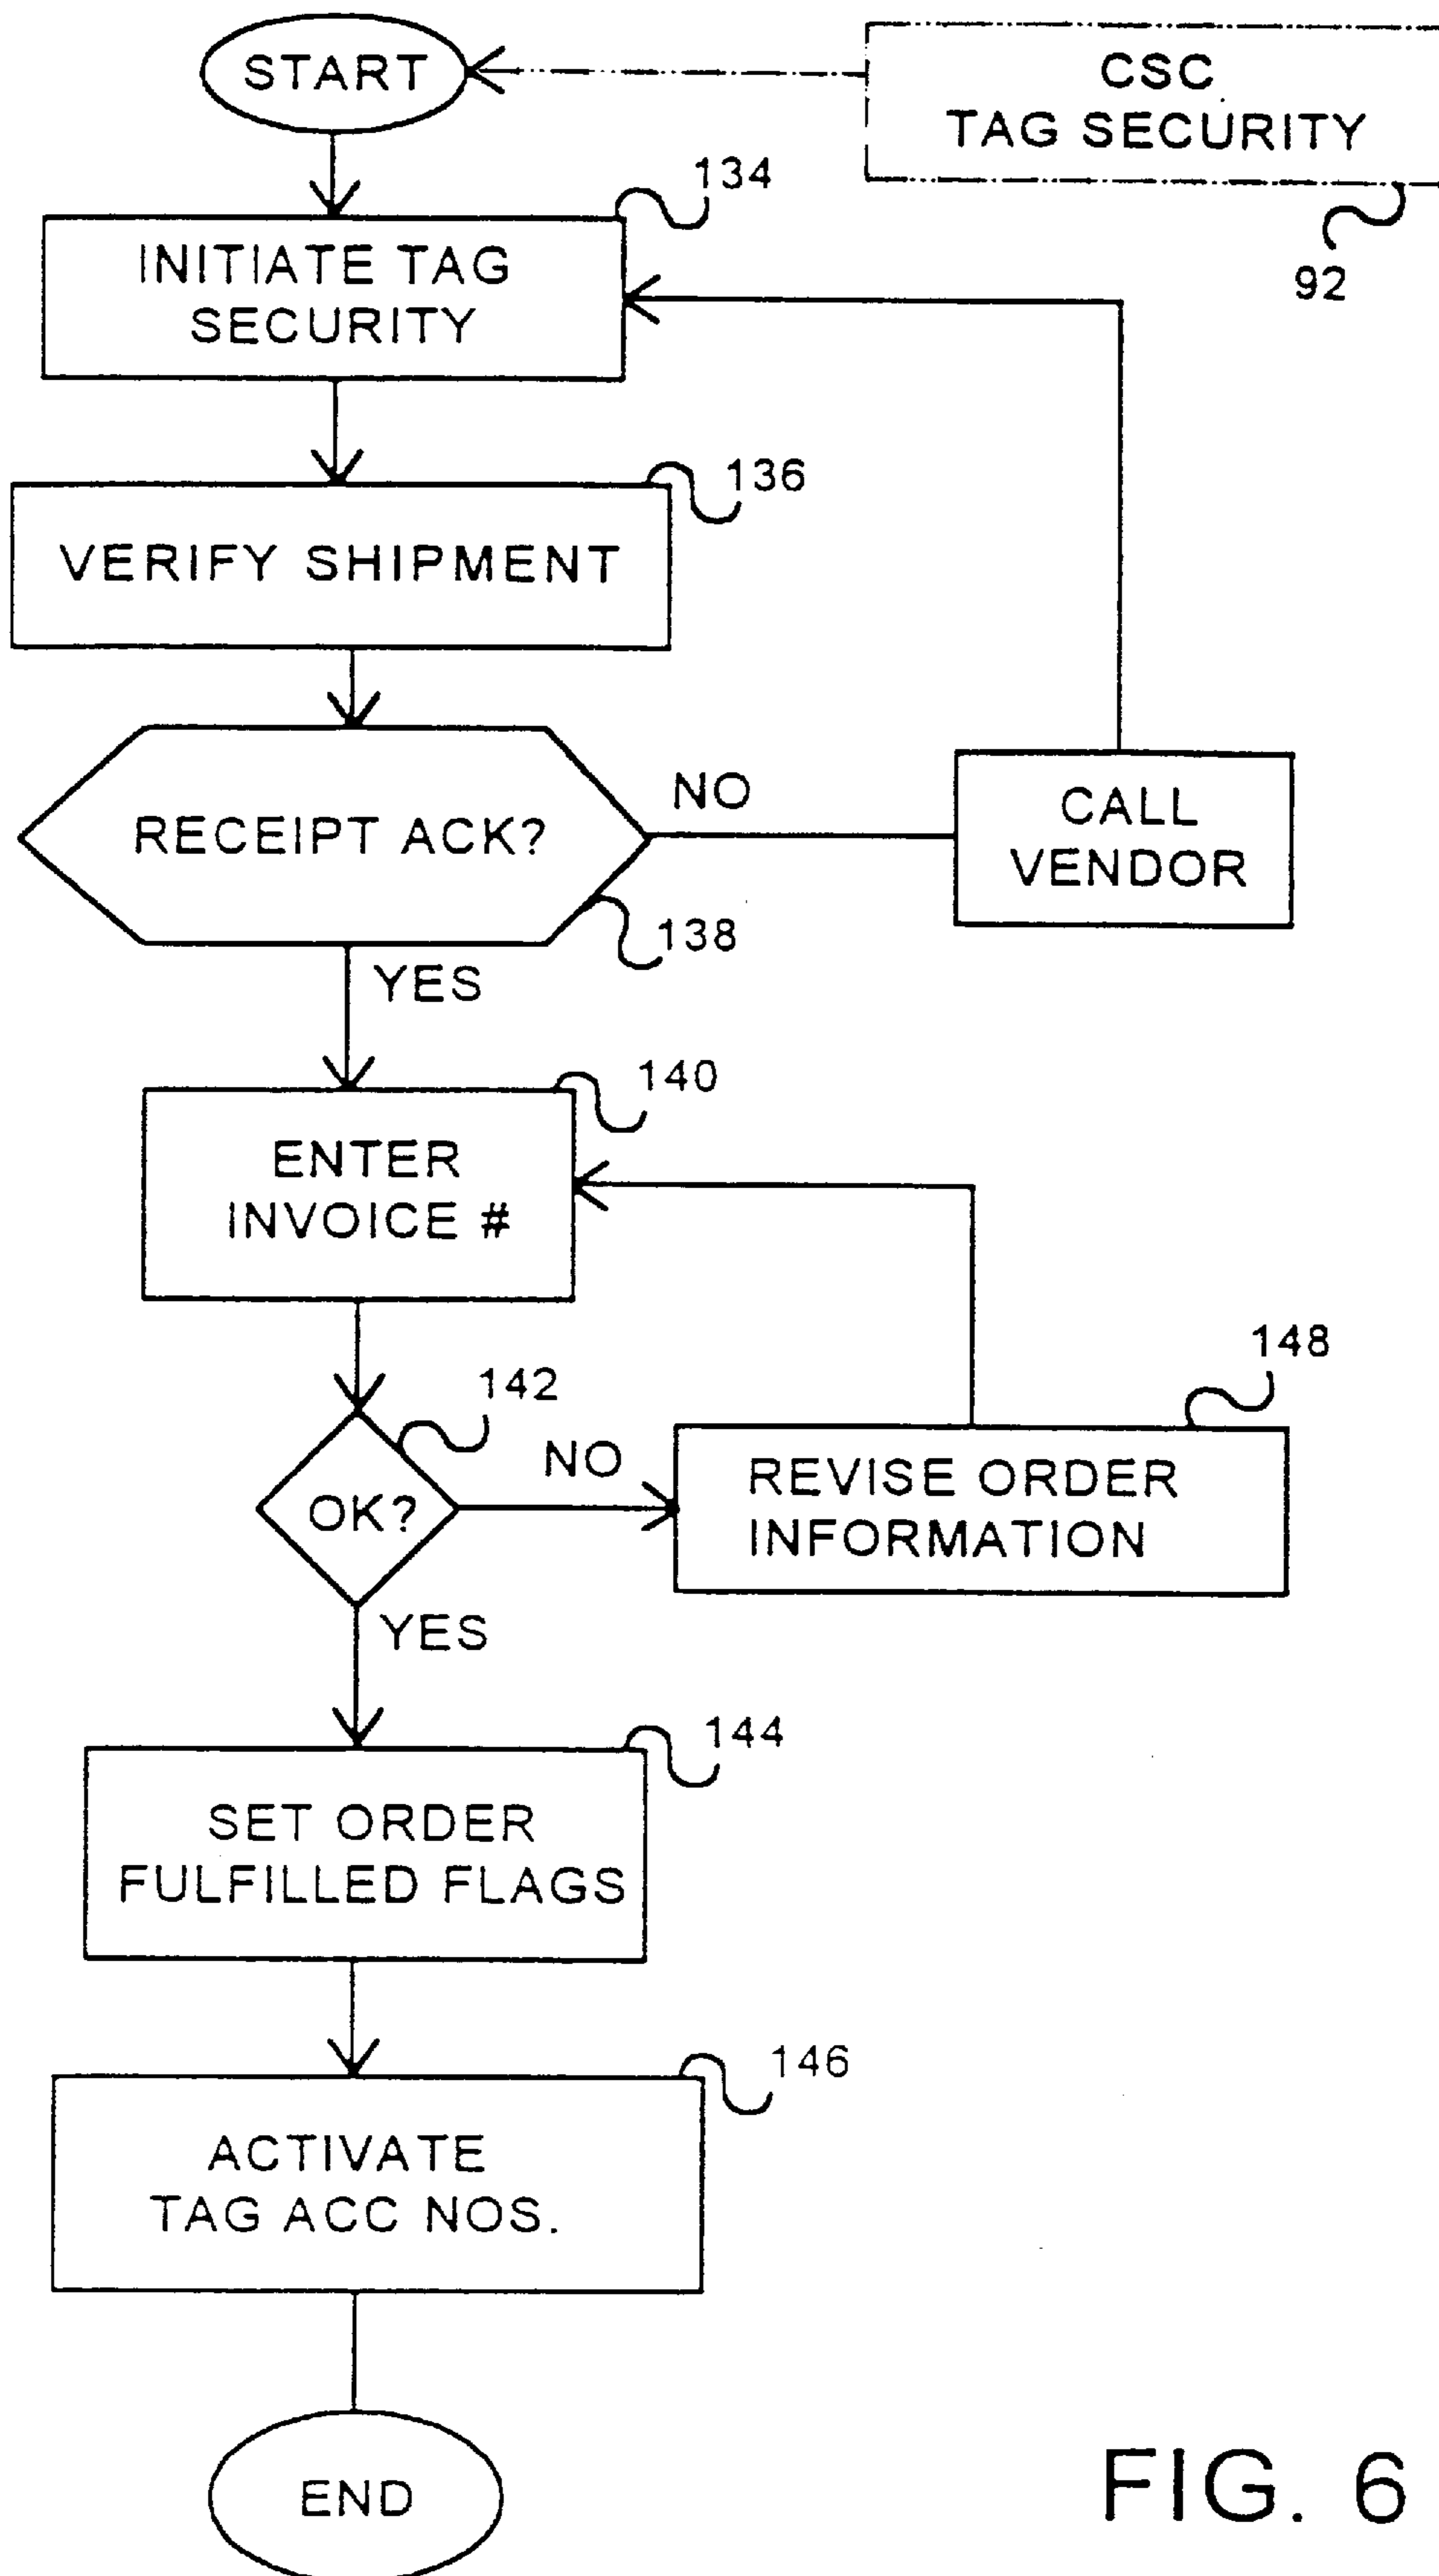 START
CSC
TAG SECURITY
92
134
INITIATE TAG
SECURITY
136
VERIFY SHIPMENT
RECEIPT ACK?
NO
CALL
VENDOR
138
YES
140
ENTER
INVOICE #
142
OK?
NO
148
REVISE ORDER
INFORMATION
YES
144
SET ORDER
FULFILLED FLAGS
146
ACTIVATE
TAG ACC NOS.
END
FIG. 6